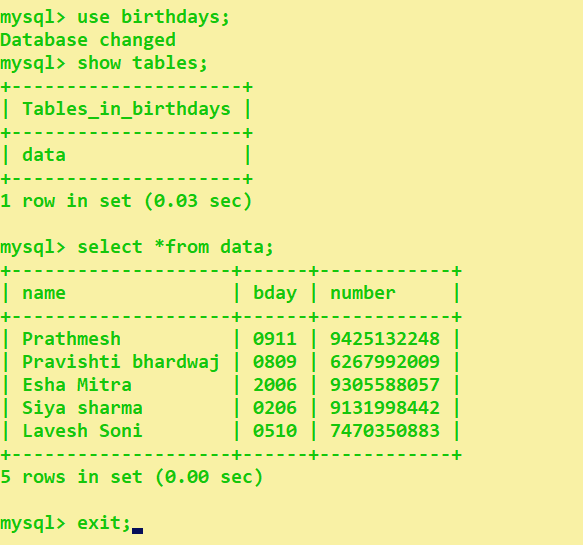 mysql> use birthdays;
Database changed
mysql> show tables;
+---------------------+
| Tables_in_birthdays |
+---------------------+
| data                |
+---------------------+
1 row in set (0.03 sec)

mysql> select *from data;
+--------------------+------+------------+
| name               | bday | number     |
+--------------------+------+------------+
| Prathmesh          | 0911 | 9425132248 |
| Pravishti bhardwaj | 0809 | 6267992009 |
| Esha Mitra         | 2006 | 9305588057 |
| Siya sharma        | 0206 | 9131998442 |
| Lavesh Soni        | 0510 | 7470350883 |
+--------------------+------+------------+
5 rows in set (0.00 sec)

mysql> exit;